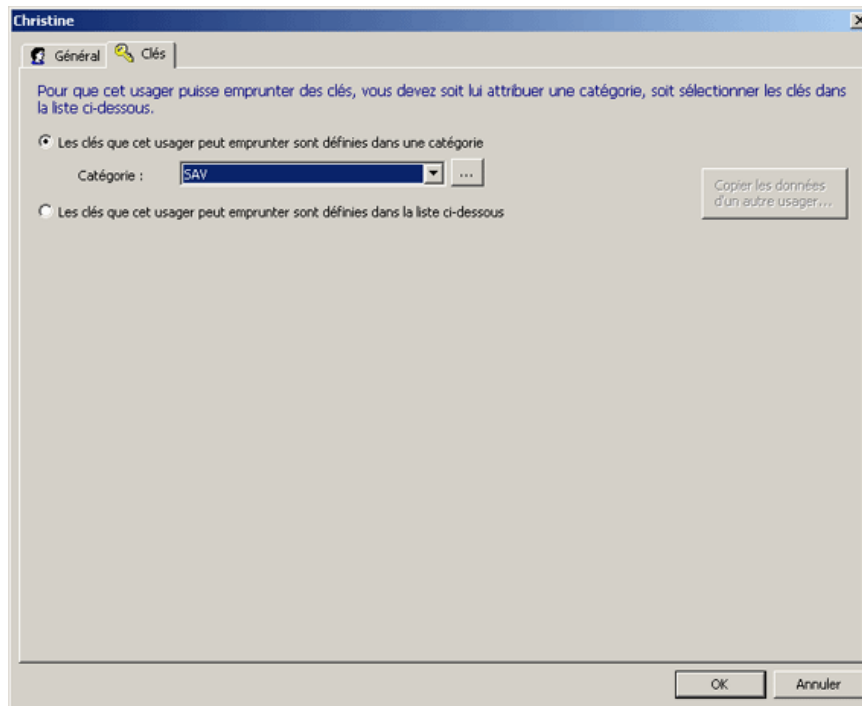 Christine
Général
Clés
Pour que cet usager puisse emprunter des clés, vous devez soit lui attribuer une catégorie, soit sélectionner les clés dans
la liste ci-dessous.
Les clés que cet usager peut emprunter sont définies dans une catégorie
Catégorie :
SAV
...
Copier les données
d'un autre usager...
Les clés que cet usager peut emprunter sont définies dans la liste ci-dessous
OK
Annuler